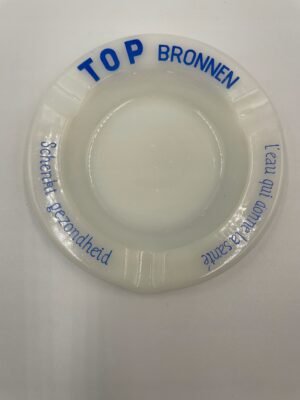 TOP BRONNEN
Schenkt gezondheid
l'eau qui donne la santé